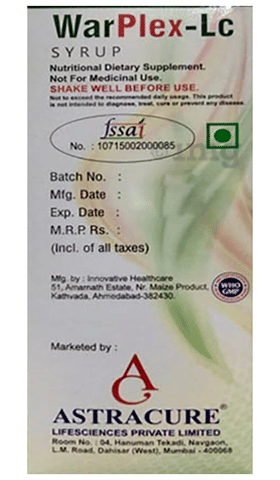 WarPlex-Lc
SYRUP
Nutritional Dietary Supplement.
Not For Medicinal Use.
SHAKE WELL BEFORE USE.
Not to exceed the recommended daily usage. This product
is not intended to diagnose, treat, cure or prevent any disease.
fssai
No. : 10715002000085
Batch No. :
Mfg. Date :
Exp. Date :
M.R.P. Rs. :
(Incl. of all taxes)
Mfg. by : Innovative Healthcare
51, Amarnath Estate, Nr. Maize Product,
Kathvada, Ahmedabad-382430.
WHO
GMP
Marketed by :
ASTRACURE®
LIFESCIENCES PRIVATE LIMITED
Room No. : 04, Hanuman Tekadi, Navgaon,
L.M. Road, Dahisar (West), Mumbai - 400068